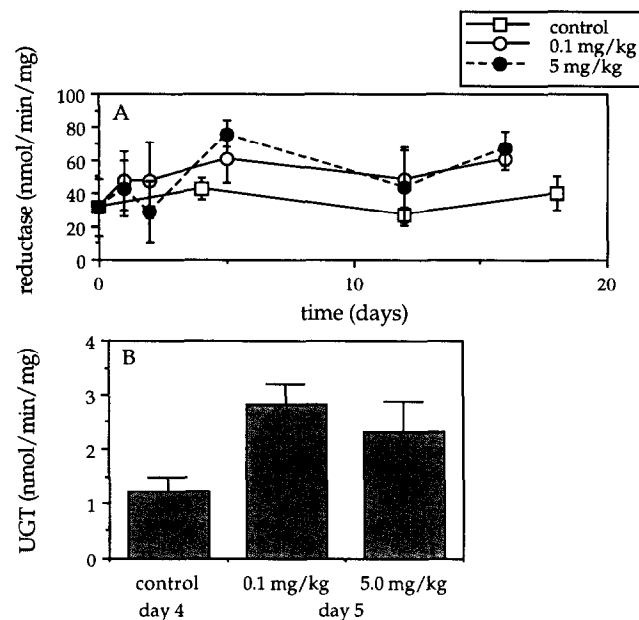 control
0.1 mg/kg
5 mg/kg
A
reductase (nmol/min/mg)
100
80
60
40
20
0
0
10
20
time (days)
B
UGT (nmol/min/mg)
4
3
2
1
0
control
0.1 mg/kg
5.0 mg/kg
day 4
day 5